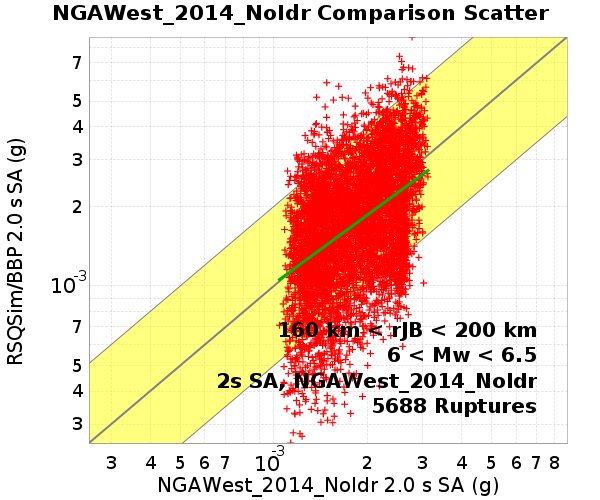 NGAWest_2014_NoIdr Comparison Scatter
RSQSim/BBP 2.0 s SA (g)
7
5
4
3
2
10-3
7
5
4
3
160 km < rJB < 200 km
6 < Mw < 6.5
2s SA, NGAWest_2014_NoIdr
5688 Ruptures
3 4 5 6 7 10-3 2 3 4 5 6 7 8
NGAWest_2014_NoIdr 2.0 s SA (g)